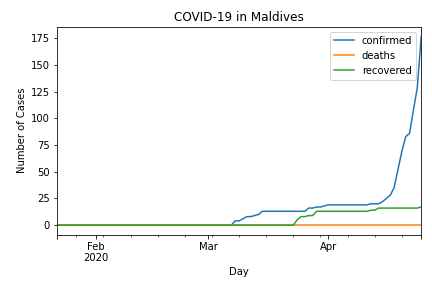 COVID-19 in Maldives
confirmed
deaths
recovered
Number of Cases
175
150
125
100
75
50
25
0
Feb
2020
Mar
Apr
Day